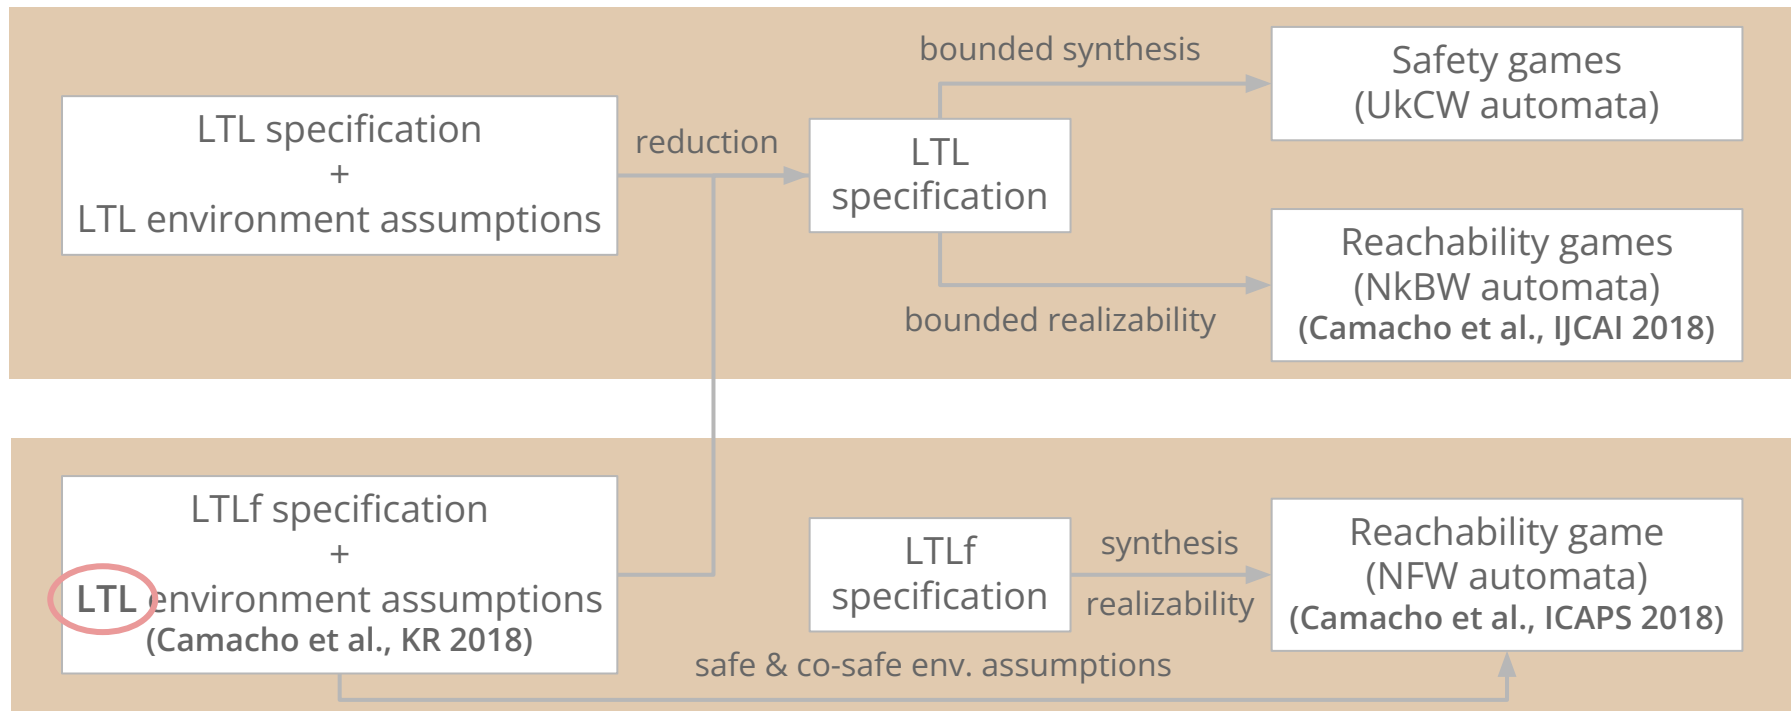 LTL specification
+
LTL environment assumptions
reduction
LTL
specification
bounded synthesis
Safety games
(UkCW automata)
bounded realizability
Reachability games
(NkBW automata)
(Camacho et al., IJCAI 2018)
LTLf specification
+
LTL environment assumptions
(Camacho et al., KR 2018)
LTLf
specification
synthesis
realizability
Reachability game
(NFW automata)
(Camacho et al., ICAPS 2018)
safe & co-safe env. assumptions